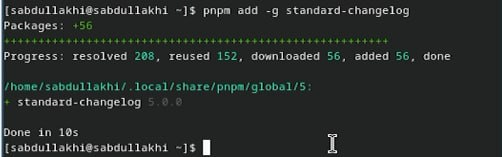 [sabdullakhi@sabdullakhi ~]$ pnpm add -g standard-changelog
Packages: +56
++++++++++++++++++++++++++++++++++++++++++++++++++++++++
Progress: resolved 208, reused 152, downloaded 56, added 56, done

/home/sabdullakhi/.local/share/pnpm/global/5:
+ standard-changelog 5.0.0

Done in 10s
[sabdullakhi@sabdullakhi ~]$